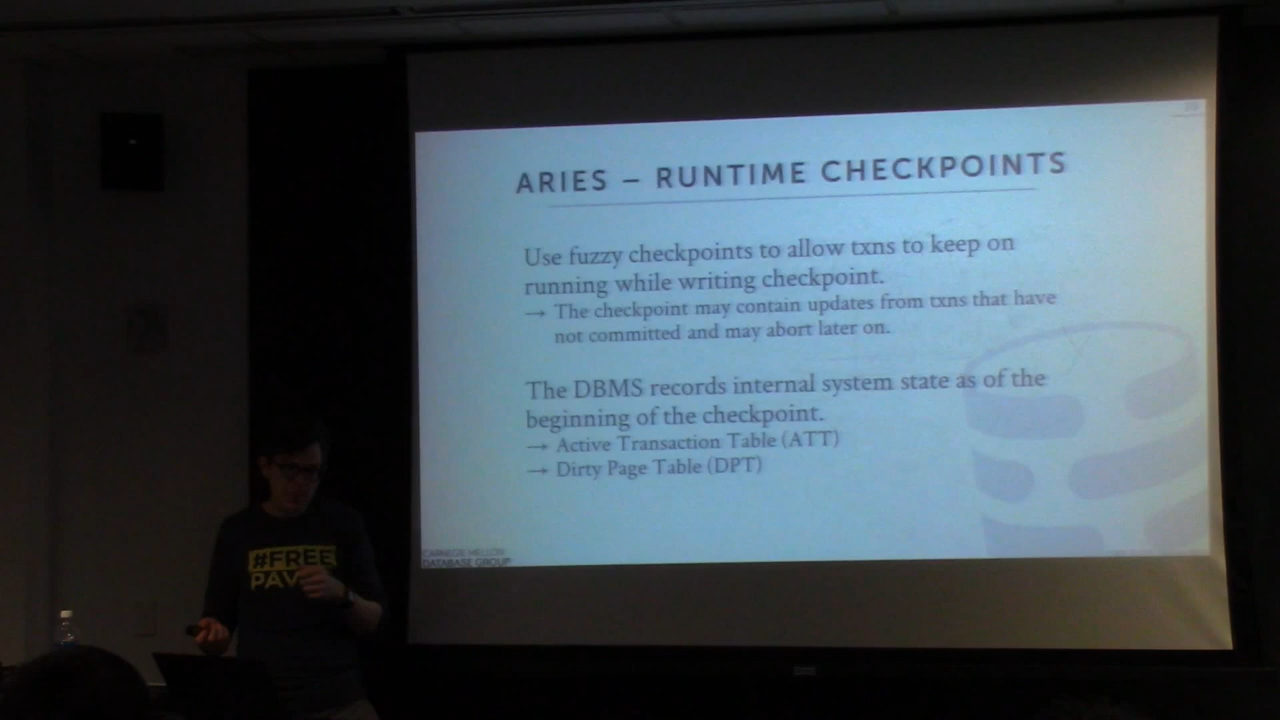 ARIES – RUNTIME CHECKPOINTS
Use fuzzy checkpoints to allow txns to keep on
running while writing checkpoint.
→ The checkpoint may contain updates from txns that have
not committed and may abort later on.
The DBMS records internal system state as of the
beginning of the checkpoint.
→ Active Transaction Table (ATT)
→ Dirty Page Table (DPT)
CARNEGIE MELLON
DATABASE GROUP
#FREE
PAV